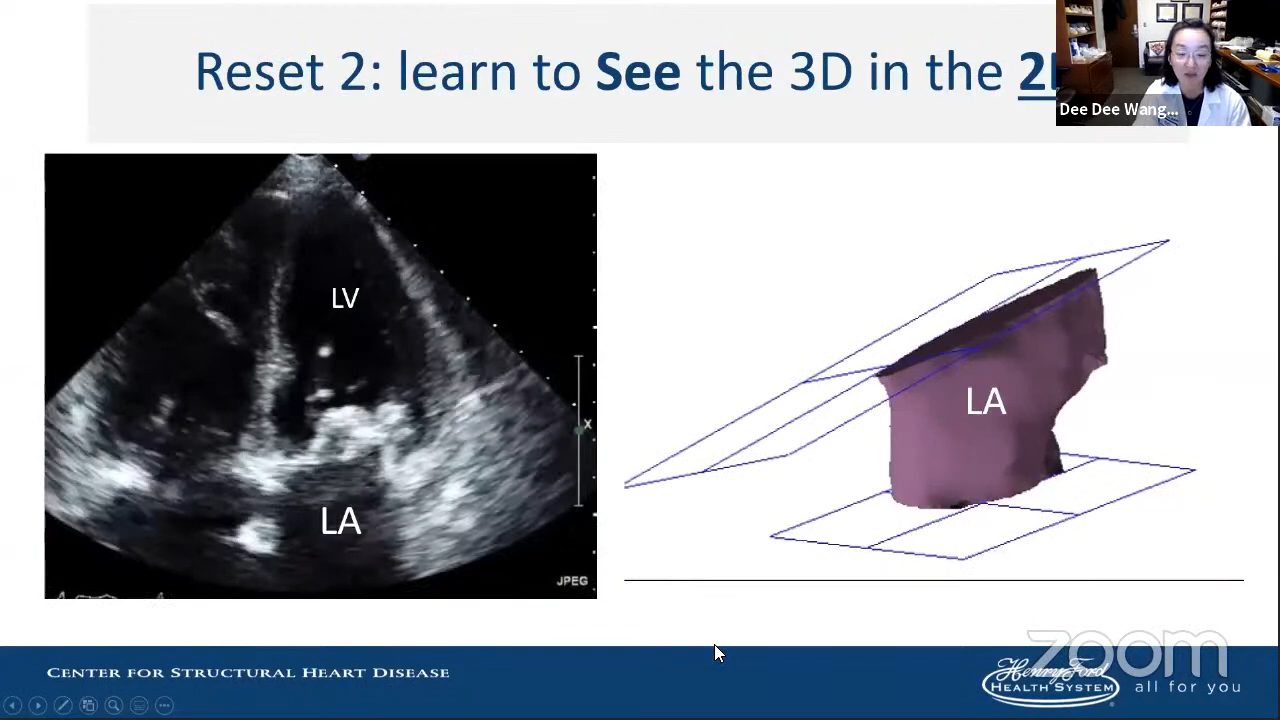 Reset 2: learn to See the 3D in the 2
Dee Dee Wang...
LV
LA
X
JPEG
LA
zoom
CENTER FOR STRUCTURAL HEART DISEASE
Henry Ford
HEALTH SYSTEM
all for you